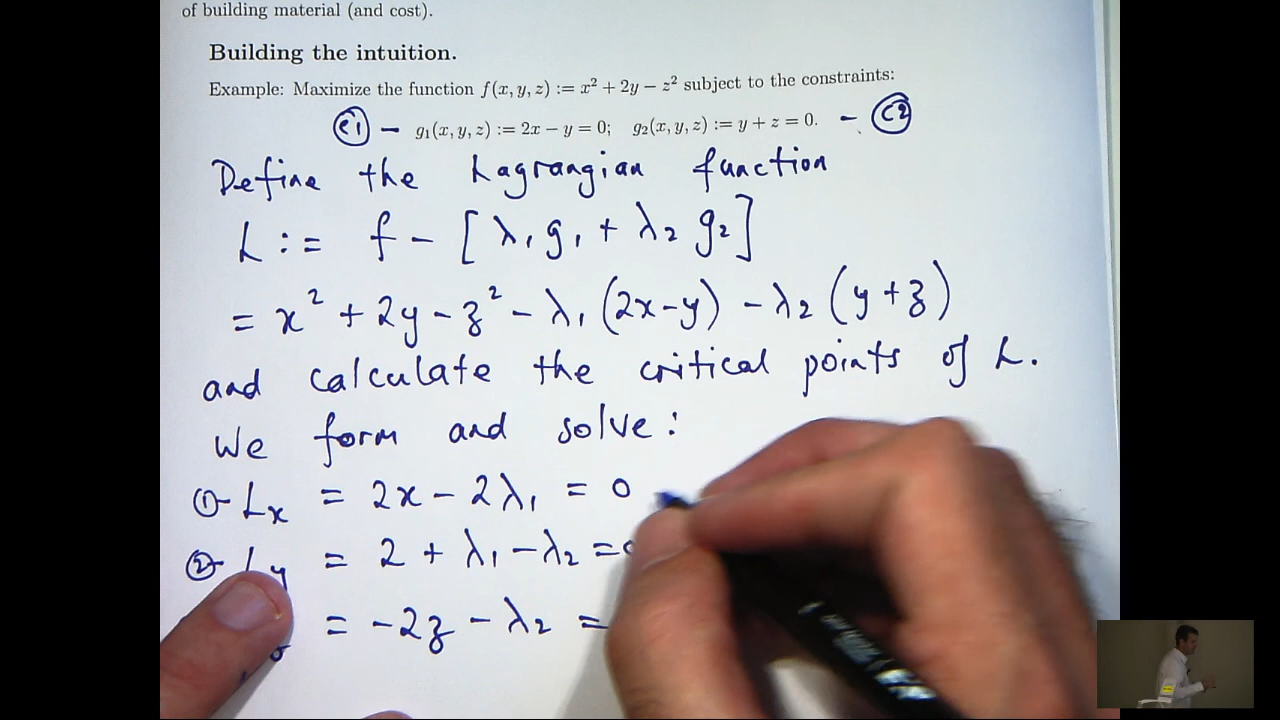 of building material (and cost).
Building the intuition.
Example: Maximize the function f(x, y, z) := x² + 2y − z² subject to the constraints:
C1 − g₁(x, y, z) := 2x − y = 0; g₂(x, y, z) := y + z = 0. − C2
Define the Lagrangian function
L := f − [λ₁g₁ + λ₂g₂]
= x² + 2y − z² − λ₁(2x−y) − λ₂(y+z)
and calculate the critical points of L.
We form and solve:
①− Lx = 2x − 2λ₁ = 0
②− Ly = 2 + λ₁ − λ₂ = 0
= −2z − λ₂ =